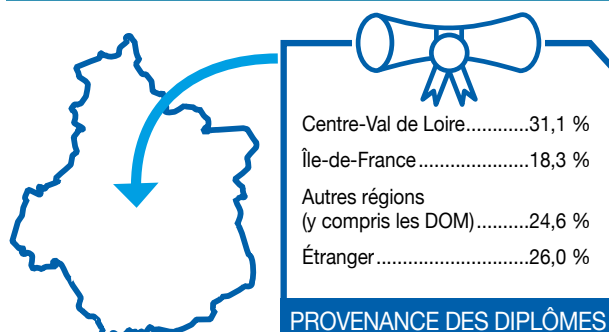 Centre-Val de Loire...........31,1 %
Île-de-France....................18,3 %
Autres régions
(y compris les DOM)..........24,6 %
Étranger............................26,0 %
PROVENANCE DES DIPLÔMES